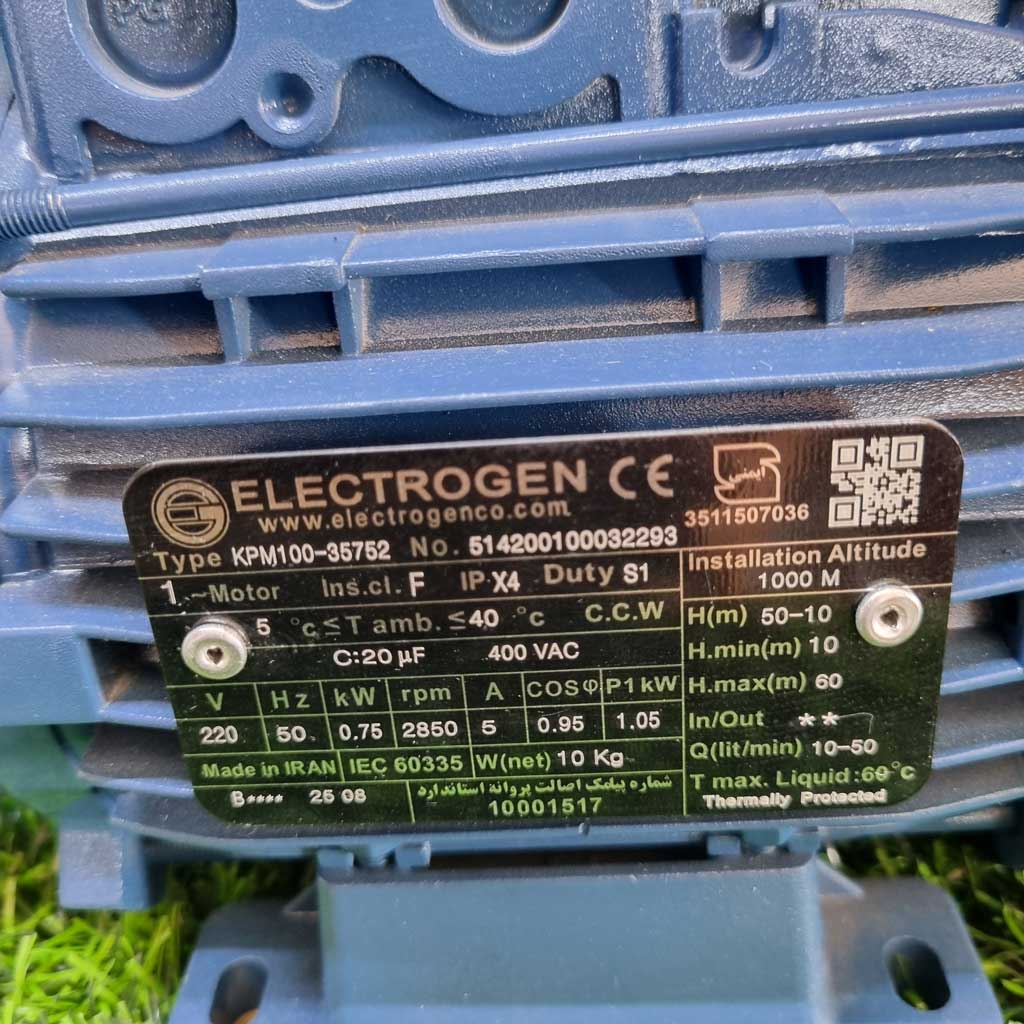 ELECTROGEN CE
www.electrogenco.com
ایمنی
3511507036
Type KPM100-35752 No. 514200100032293
1 ~Motor Ins.cl. F IP X4 Duty S1
5 °c ≤ T amb. ≤ 40 °c C.C.W
C:20 µF 400 VAC
V Hz kW rpm A COSφ P1 kW
220 50 0.75 2850 5 0.95 1.05
Made in IRAN IEC 60335 W(net) 10 Kg
B**** 25 08
شماره پیامک اصالت پروانه استاندارد
10001517
Installation Altitude
1000 M
H(m) 50-10
H.min(m) 10
H.max(m) 60
In/Out **
Q(lit/min) 10-50
T max. Liquid:60°c
Thermally Protected